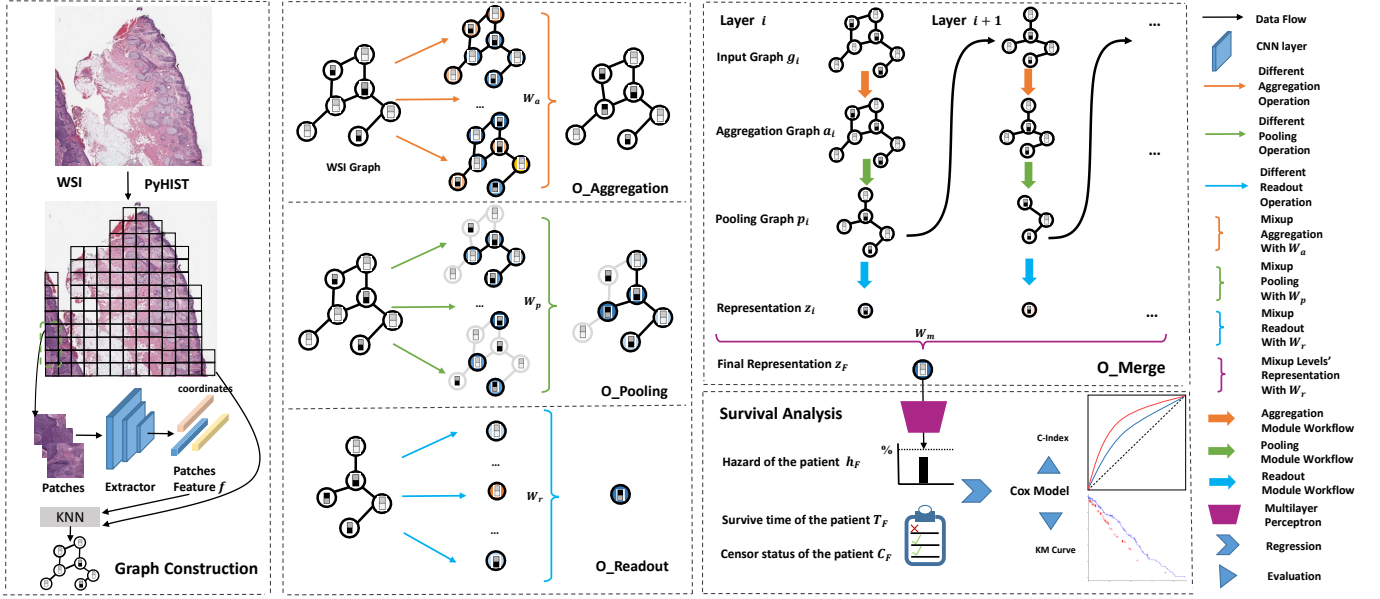 WSI
PyHIST
coordinates
Patches
Extractor
Patches
Feature f
KNN
Graph Construction
WSI Graph
...
W_a
O_Aggregation
...
W_p
O_Pooling
...
...
W_r
O_Readout
Layer i
Layer i + 1
...
Input Graph g_i
Aggregation Graph a_i
...
Pooling Graph p_i
Representation z_i
...
W_m
Final Representation z_F
O_Merge
Survival Analysis
%
Hazard of the patient h_F
Survive time of the patient T_F
Censor status of the patient C_F
C-Index
Cox Model
KM Curve
Data Flow
CNN layer
Different
Aggregation
Operation
Different
Pooling
Operation
Different
Readout
Operation
Mixup
Aggregation
With W_a
Mixup
Pooling
With W_p
Mixup
Readout
With W_r
Mixup Levels'
Representation
With W_r
Aggregation
Module Workflow
Pooling
Module Workflow
Readout
Module Workflow
Multilayer
Perceptron
Regression
Evaluation